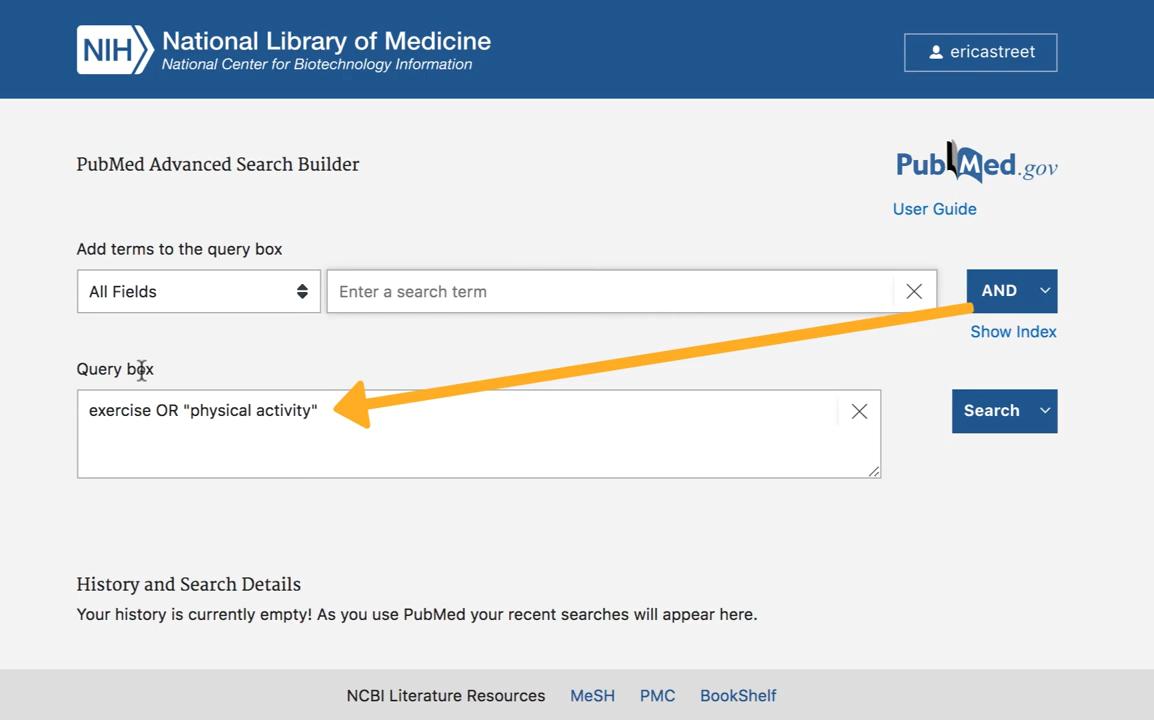 NIH National Library of Medicine
National Center for Biotechnology Information
ericastreet
PubMed Advanced Search Builder
PubMed.gov
User Guide
Add terms to the query box
All Fields
Enter a search term
AND
Show Index
Query box
exercise OR "physical activity"
Search
History and Search Details
Your history is currently empty! As you use PubMed your recent searches will appear here.
NCBI Literature Resources MeSH PMC BookShelf